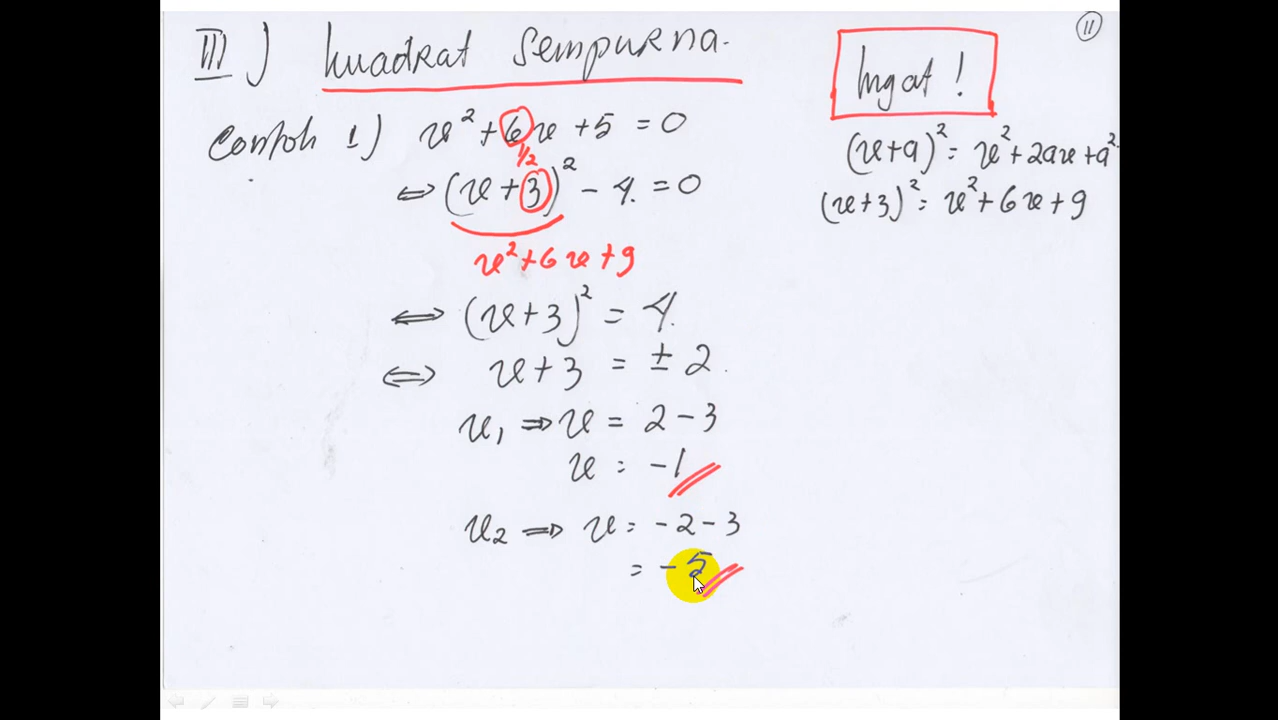 III) Kuadrat Sempurna.
11
Ingat !
(x+a)² = x²+2ax+a²
(x+3)² = x²+6x+9
Contoh 1) x² + 6x + 5 = 0
1/2
⇔ (x+3)² - 4 = 0
x²+6x+9
⇔ (x+3)² = 4.
⇔ x+3 = ± 2.
x₁ ⇒ x = 2 - 3
x = -1
x₂ ⇒ x = -2 - 3
= -5